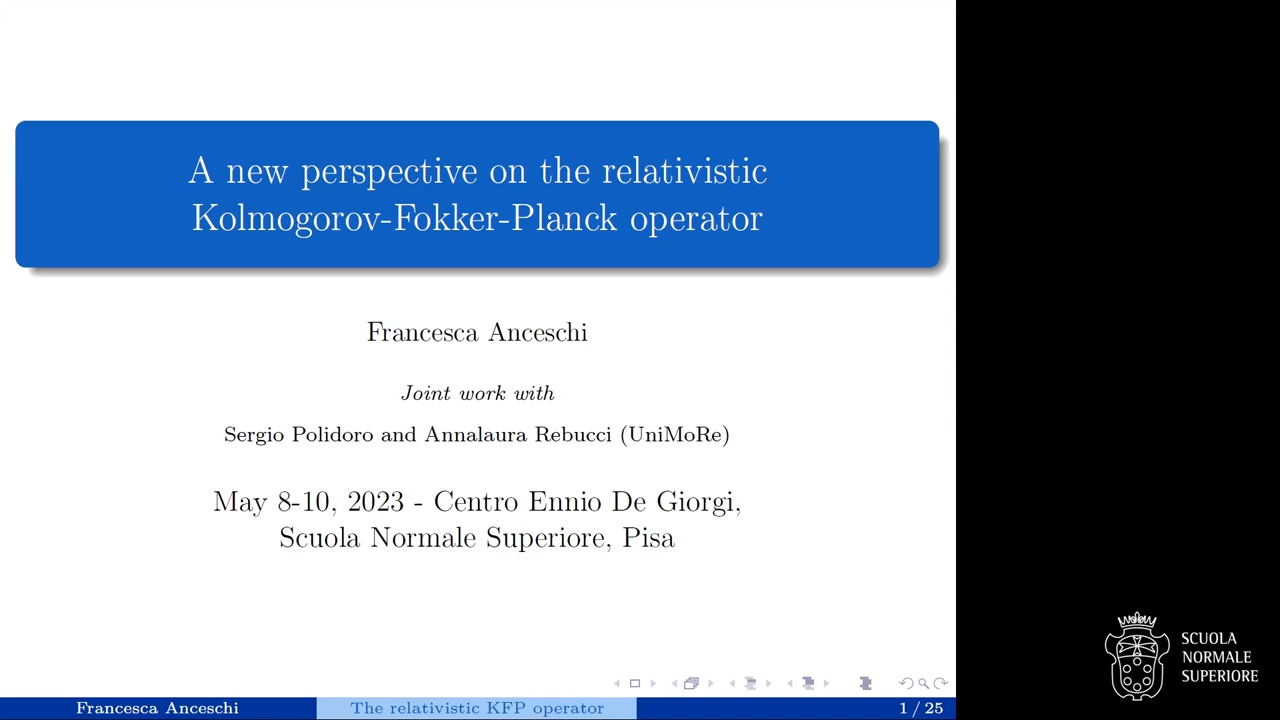 A new perspective on the relativistic
Kolmogorov-Fokker-Planck operator
Francesca Anceschi
Joint work with
Sergio Polidoro and Annalaura Rebucci (UniMoRe)
May 8-10, 2023 - Centro Ennio De Giorgi,
Scuola Normale Superiore, Pisa
SCUOLA
NORMALE
SUPERIORE
Francesca Anceschi
The relativistic KFP operator
1 / 25